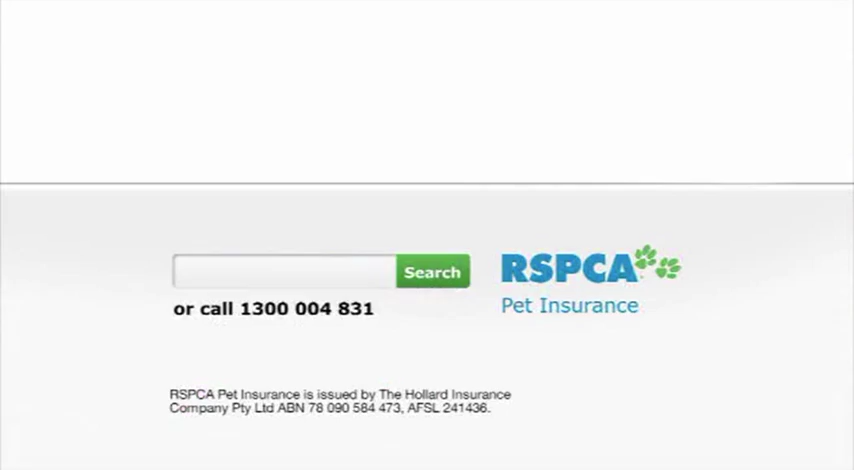 Search
RSPCA
Pet Insurance
or call 1300 004 831
RSPCA Pet Insurance is issued by The Hollard Insurance
Company Pty Ltd ABN 78 090 584 473, AFSL 241436.